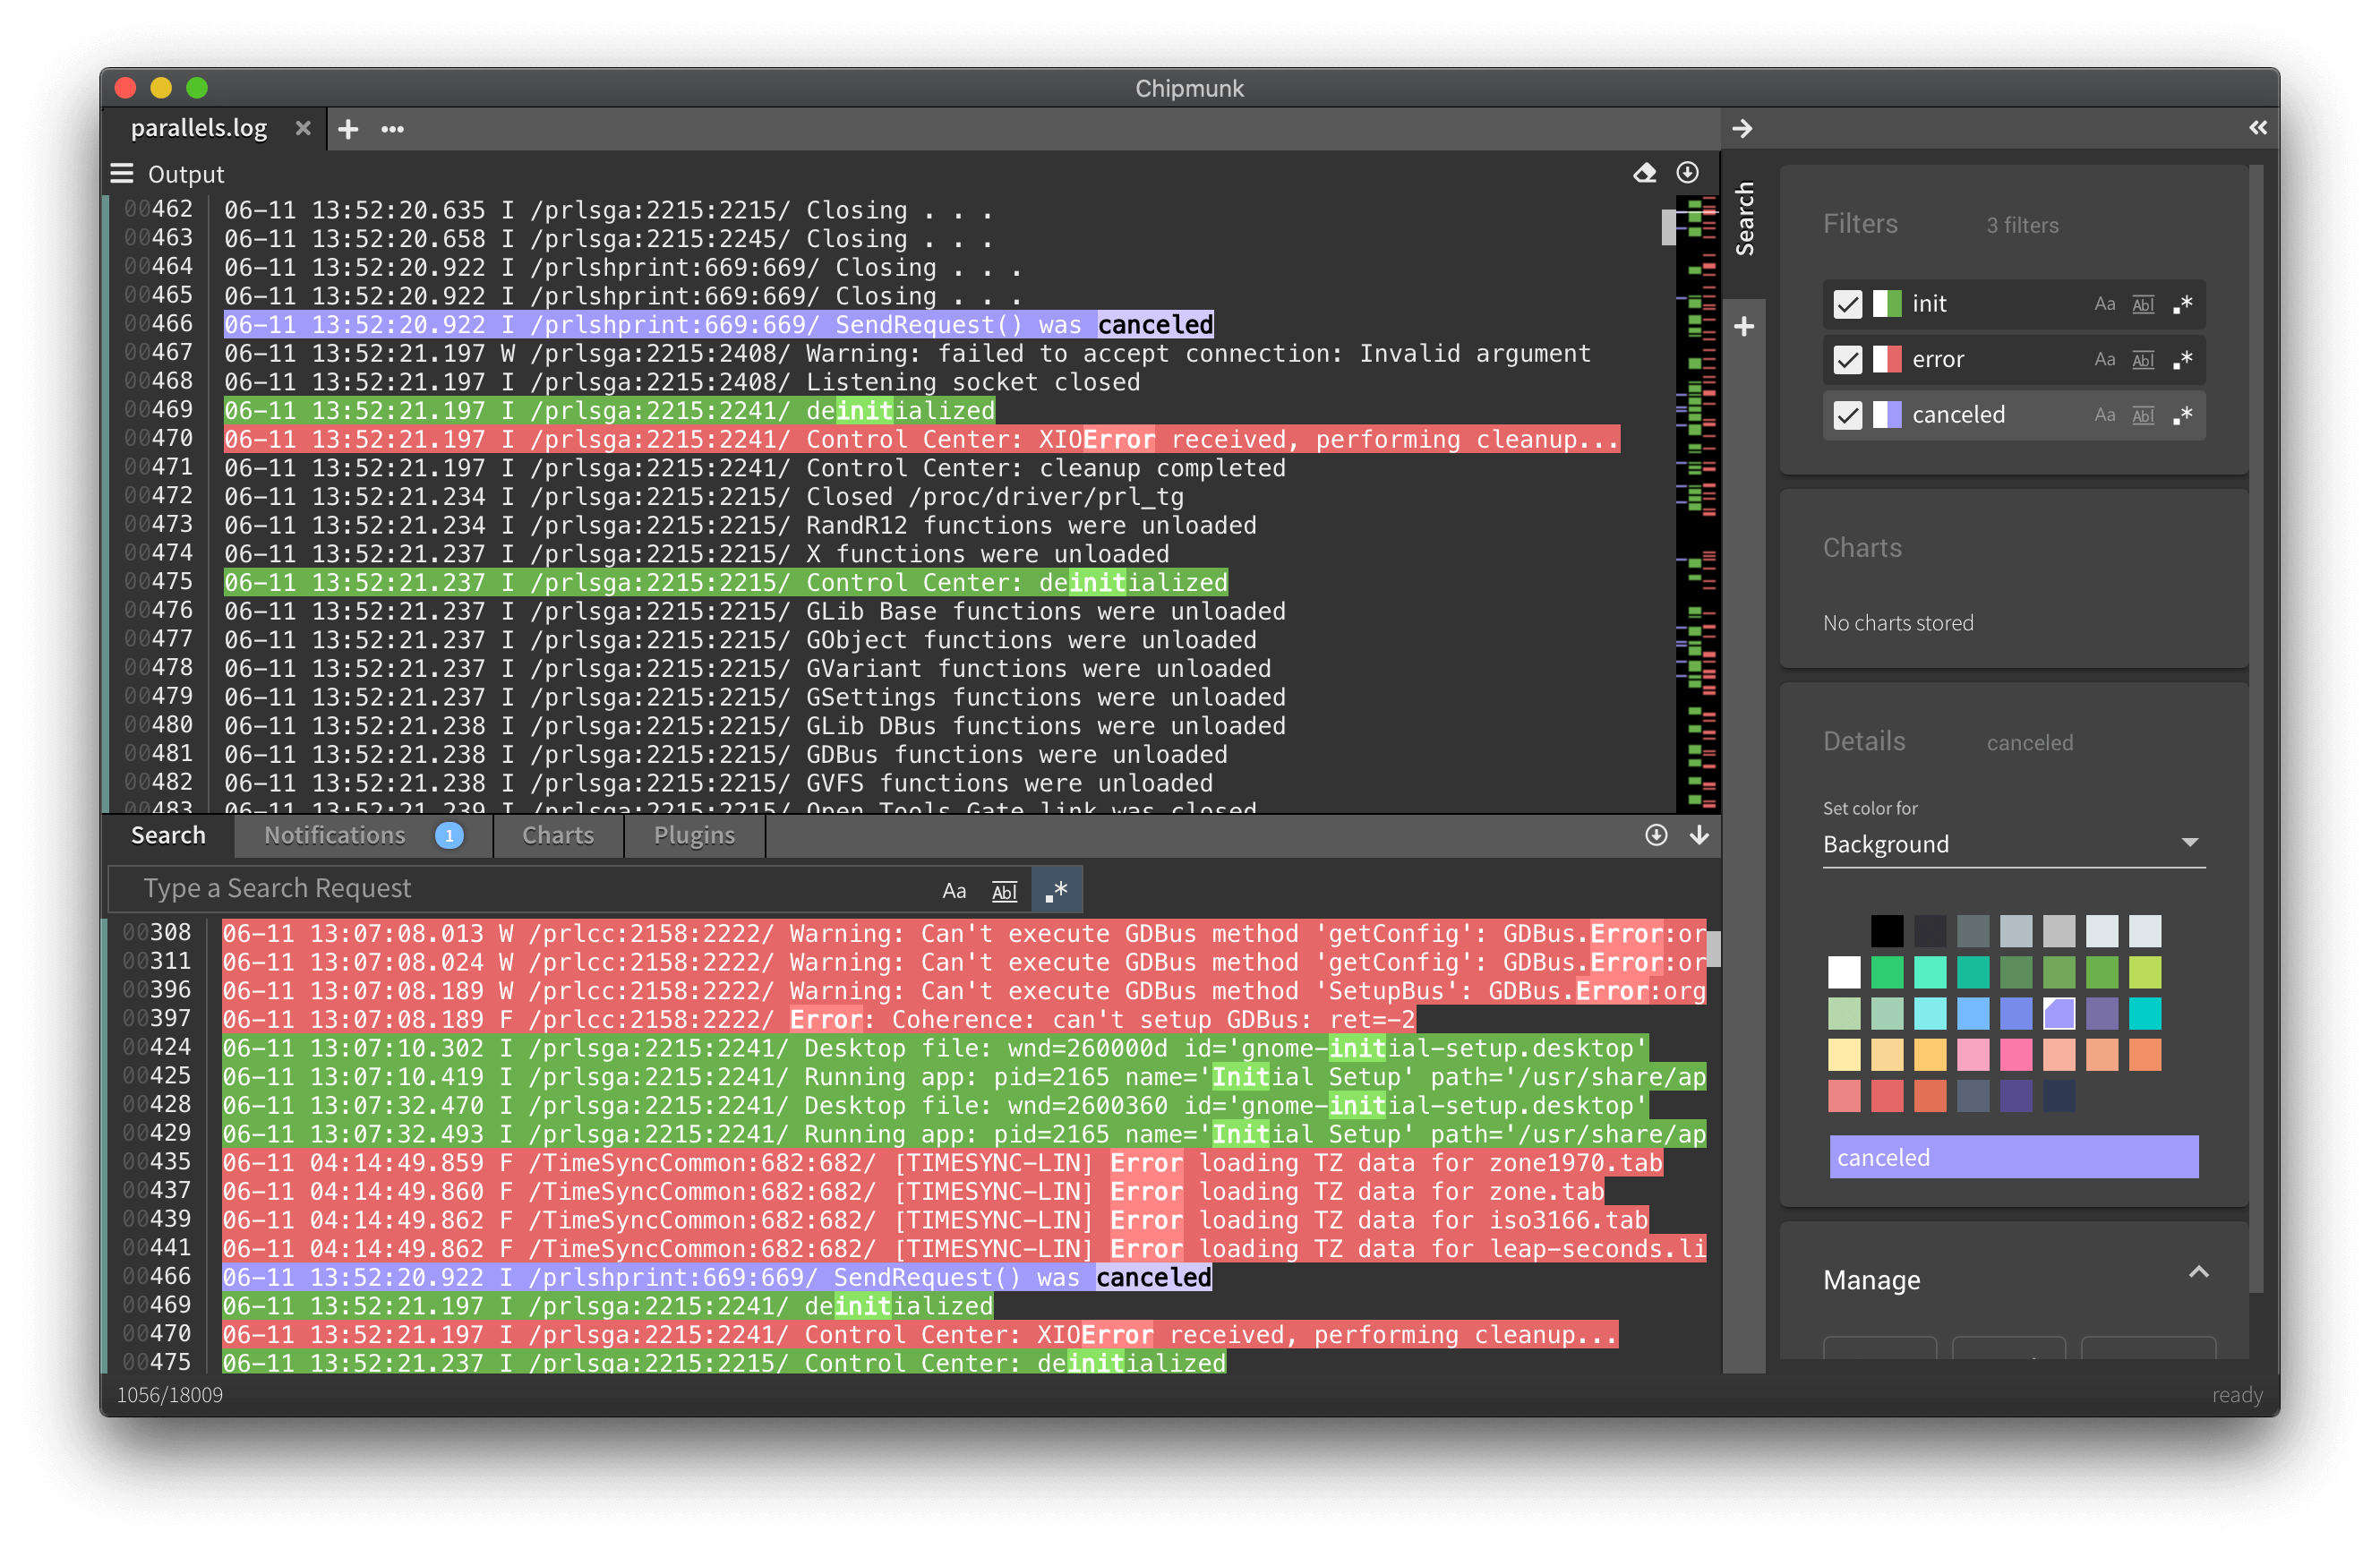 Chipmunk
parallels.log
Output
00462 06-11 13:52:20.635 I /prlsga:2215:2215/ Closing . . .
00463 06-11 13:52:20.658 I /prlsga:2215:2245/ Closing . . .
00464 06-11 13:52:20.922 I /prlshprint:669:669/ Closing . . .
00465 06-11 13:52:20.922 I /prlshprint:669:669/ Closing . . .
00466 06-11 13:52:20.922 I /prlshprint:669:669/ SendRequest() was canceled
00467 06-11 13:52:21.197 W /prlsga:2215:2408/ Warning: failed to accept connection: Invalid argument
00468 06-11 13:52:21.197 I /prlsga:2215:2408/ Listening socket closed
00469 06-11 13:52:21.197 I /prlsga:2215:2241/ deinitialized
00470 06-11 13:52:21.197 I /prlsga:2215:2241/ Control Center: XIOError received, performing cleanup...
00471 06-11 13:52:21.197 I /prlsga:2215:2241/ Control Center: cleanup completed
00472 06-11 13:52:21.234 I /prlsga:2215:2215/ Closed /proc/driver/prl_tg
00473 06-11 13:52:21.234 I /prlsga:2215:2215/ RandR12 functions were unloaded
00474 06-11 13:52:21.237 I /prlsga:2215:2215/ X functions were unloaded
00475 06-11 13:52:21.237 I /prlsga:2215:2215/ Control Center: deinitialized
00476 06-11 13:52:21.237 I /prlsga:2215:2215/ GLib Base functions were unloaded
00477 06-11 13:52:21.237 I /prlsga:2215:2215/ GObject functions were unloaded
00478 06-11 13:52:21.237 I /prlsga:2215:2215/ GVariant functions were unloaded
00479 06-11 13:52:21.237 I /prlsga:2215:2215/ GSettings functions were unloaded
00480 06-11 13:52:21.238 I /prlsga:2215:2215/ GLib DBus functions were unloaded
00481 06-11 13:52:21.238 I /prlsga:2215:2215/ GDBus functions were unloaded
00482 06-11 13:52:21.238 I /prlsga:2215:2215/ GVFS functions were unloaded
00483 06-11 13:52:21.239 I /prlsga:2215:2215/ Open Tools Gate link was closed
Search Notifications 1 Charts Plugins
Type a Search Request Aa Abl .*
00308 06-11 13:07:08.013 W /prlcc:2158:2222/ Warning: Can't execute GDBus method 'getConfig': GDBus.Error:or
00311 06-11 13:07:08.024 W /prlcc:2158:2222/ Warning: Can't execute GDBus method 'getConfig': GDBus.Error:or
00396 06-11 13:07:08.189 W /prlcc:2158:2222/ Warning: Can't execute GDBus method 'SetupBus': GDBus.Error:org
00397 06-11 13:07:08.189 F /prlcc:2158:2222/ Error: Coherence: can't setup GDBus: ret=-2
00424 06-11 13:07:10.302 I /prlsga:2215:2241/ Desktop file: wnd=260000d id='gnome-initial-setup.desktop'
00425 06-11 13:07:10.419 I /prlsga:2215:2241/ Running app: pid=2165 name='Initial Setup' path='/usr/share/ap
00428 06-11 13:07:32.470 I /prlsga:2215:2241/ Desktop file: wnd=2600360 id='gnome-initial-setup.desktop'
00429 06-11 13:07:32.493 I /prlsga:2215:2241/ Running app: pid=2165 name='Initial Setup' path='/usr/share/ap
00435 06-11 04:14:49.859 F /TimeSyncCommon:682:682/ [TIMESYNC-LIN] Error loading TZ data for zone1970.tab
00437 06-11 04:14:49.860 F /TimeSyncCommon:682:682/ [TIMESYNC-LIN] Error loading TZ data for zone.tab
00439 06-11 04:14:49.862 F /TimeSyncCommon:682:682/ [TIMESYNC-LIN] Error loading TZ data for iso3166.tab
00441 06-11 04:14:49.862 F /TimeSyncCommon:682:682/ [TIMESYNC-LIN] Error loading TZ data for leap-seconds.li
00466 06-11 13:52:20.922 I /prlshprint:669:669/ SendRequest() was canceled
00469 06-11 13:52:21.197 I /prlsga:2215:2241/ deinitialized
00470 06-11 13:52:21.197 I /prlsga:2215:2241/ Control Center: XIOError received, performing cleanup...
00475 06-11 13:52:21.237 I /prlsga:2215:2215/ Control Center: deinitialized
1056/18009
Search
Filters 3 filters
init Aa Abl .*
error Aa Abl .*
canceled Aa Abl .*
Charts
No charts stored
Details canceled
Set color for
Background
canceled
Manage
ready